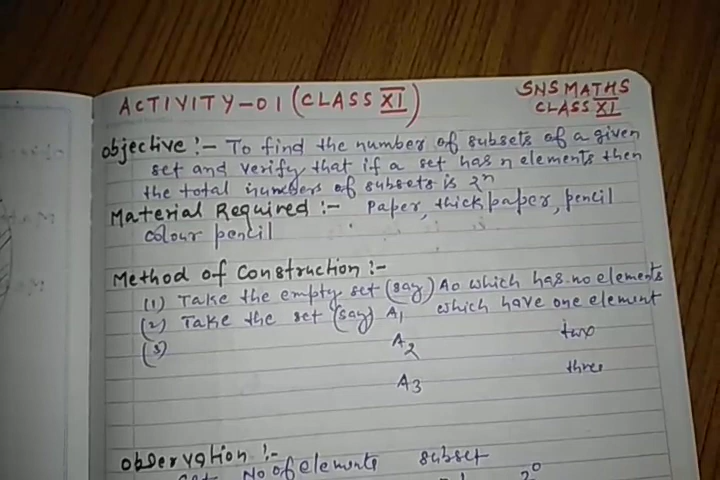 ACTIVITY-01 (CLASS XI)
SNS MATHS
CLASS XI
Objective :- To find the number of subsets of a given
set and verify that if a set has n elements then
the total numbers of subsets is 2ⁿ
Material Required :- Paper, thick paper, pencil
colour pencil
Method of Construction :-
(1) Take the empty set (say) A0 which has no elements
(2) Take the set (say) A1 which have one element
(3) A2 two
A3 three
Observation :-
No of elements subset
2⁰